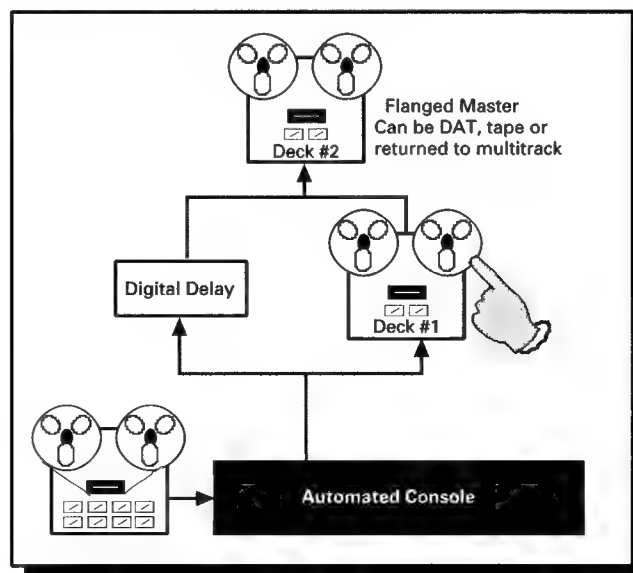 Flanged Master
Can be DAT, tape or
returned to multitrack
Deck #2
Digital Delay
Deck #1
Automated Console